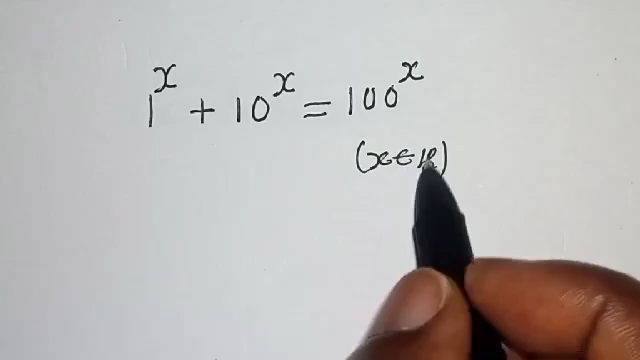 1^x + 10^x = 100^x
(x ∈ ℝ)